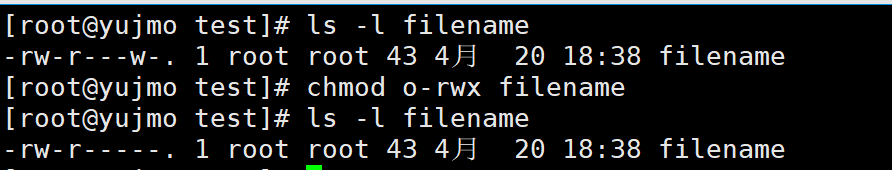 [root@yujmo test]# ls -l filename
-rw-r---w-. 1 root root 43 4月  20 18:38 filename
[root@yujmo test]# chmod o-rwx filename
[root@yujmo test]# ls -l filename
-rw-r-----. 1 root root 43 4月  20 18:38 filename